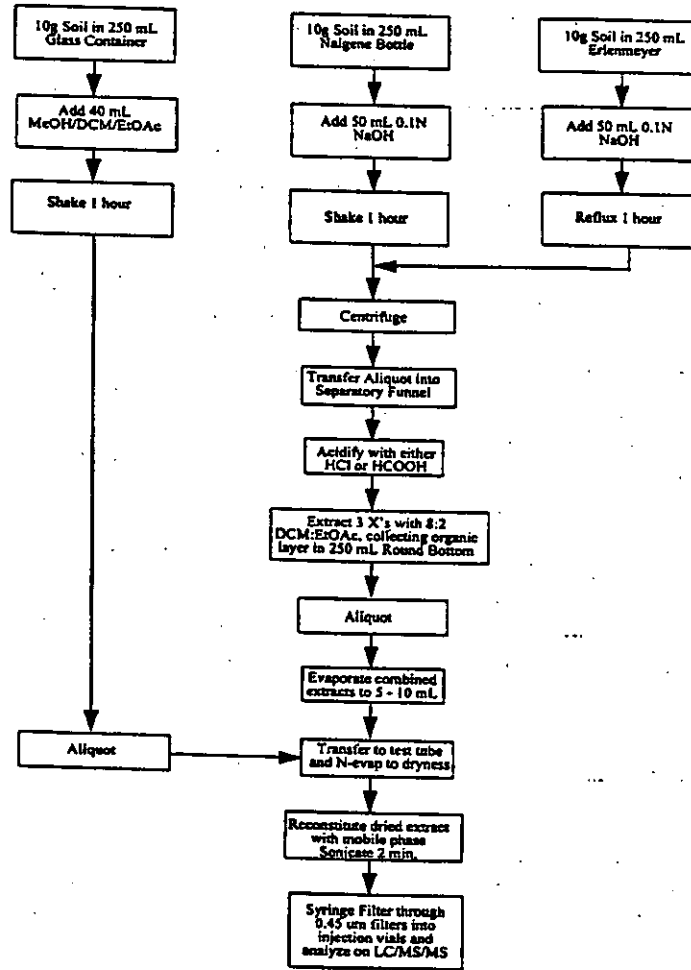 10g Soil in 250 mL
Glass Container
Add 40 mL
MeOH/DCM/EtOAc
Shake 1 hour
10g Soil in 250 mL
Nalgene Bottle
Add 50 mL 0.1N
NaOH
Shake 1 hour
10g Soil in 250 mL
Erlenmeyer
Add 50 mL 0.1N
NaOH
Reflux 1 hour
Centrifuge
Transfer Aliquot into
Separatory Funnel
Acidify with either
HCl or HCOOH
Extract 3 X's with 8:2
DCM:EtOAc, collecting organic
layer in 250 mL Round Bottom
Aliquot
Evaporate combined
extracts to 5 - 10 mL
Aliquot
Transfer to test tube
and N-evap to dryness
Reconstitute dried extract
with mobile phase
Sonicate 2 min.
Syringe Filter through
0.45 um filters into
injection vials and
analyze on LC/MS/MS